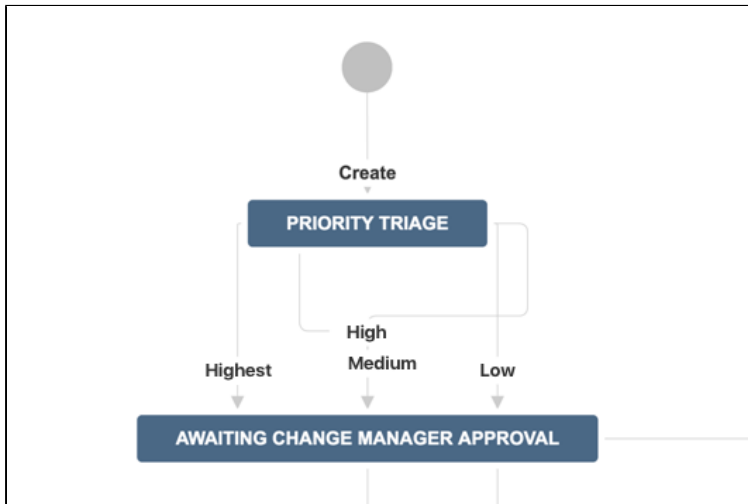 Create
PRIORITY TRIAGE
High
Medium
Highest
Low
AWAITING CHANGE MANAGER APPROVAL